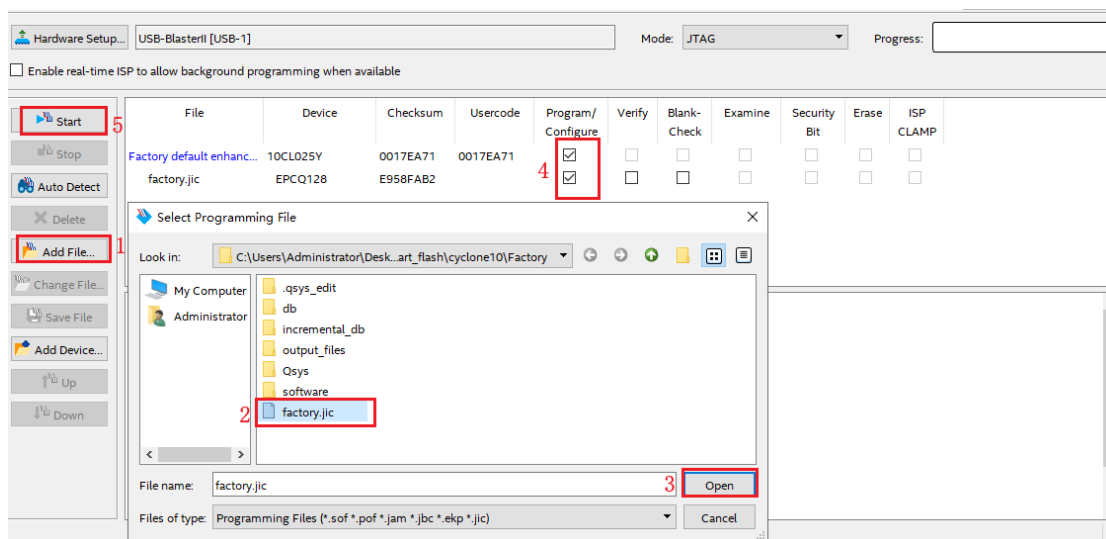 Hardware Setup... USB-BlasterII [USB-1] Mode: JTAG Progress:
Enable real-time ISP to allow background programming when available
File Device Checksum Usercode Program/ Verify Blank- Examine Security Erase ISP
Configure Check Bit CLAMP
Start 5
Stop
Factory default enhanc... 10CL025Y 0017EA71 0017EA71
Auto Detect factory.jic EPCQ128 E958FAB2 4
Delete
Select Programming File
Add File... 1
Look in: C:\Users\Administrator\Desk...art_flash\cyclone10\Factory
Change File...
My Computer .qsys_edit
Save File
Administrator db
incremental_db
Add Device... output_files
Up Qsys
software
Down 2 factory.jic
File name: factory.jic 3 Open
Files of type: Programming Files (*.sof *.pof *.jam *.jbc *.ekp *.jic) Cancel